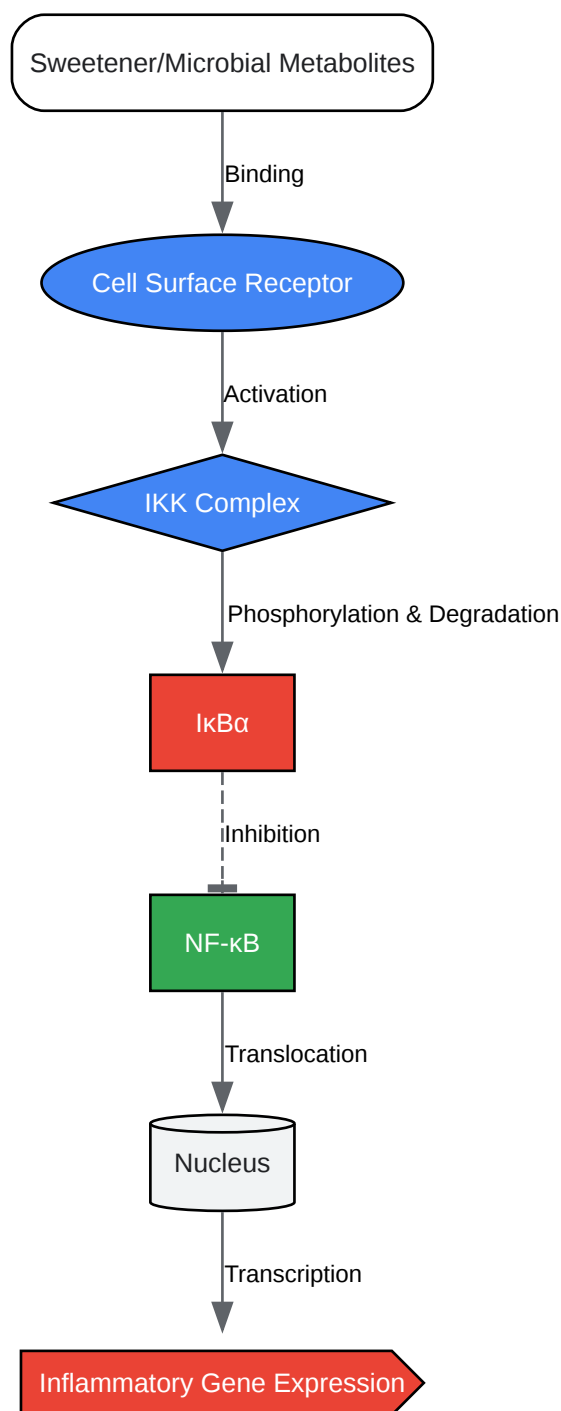 Sweetener/Microbial Metabolites
Binding
Cell Surface Receptor
Activation
IKK Complex
Phosphorylation & Degradation
IκBα
Inhibition
NF-κB
Translocation
Nucleus
Transcription
Inflammatory Gene Expression